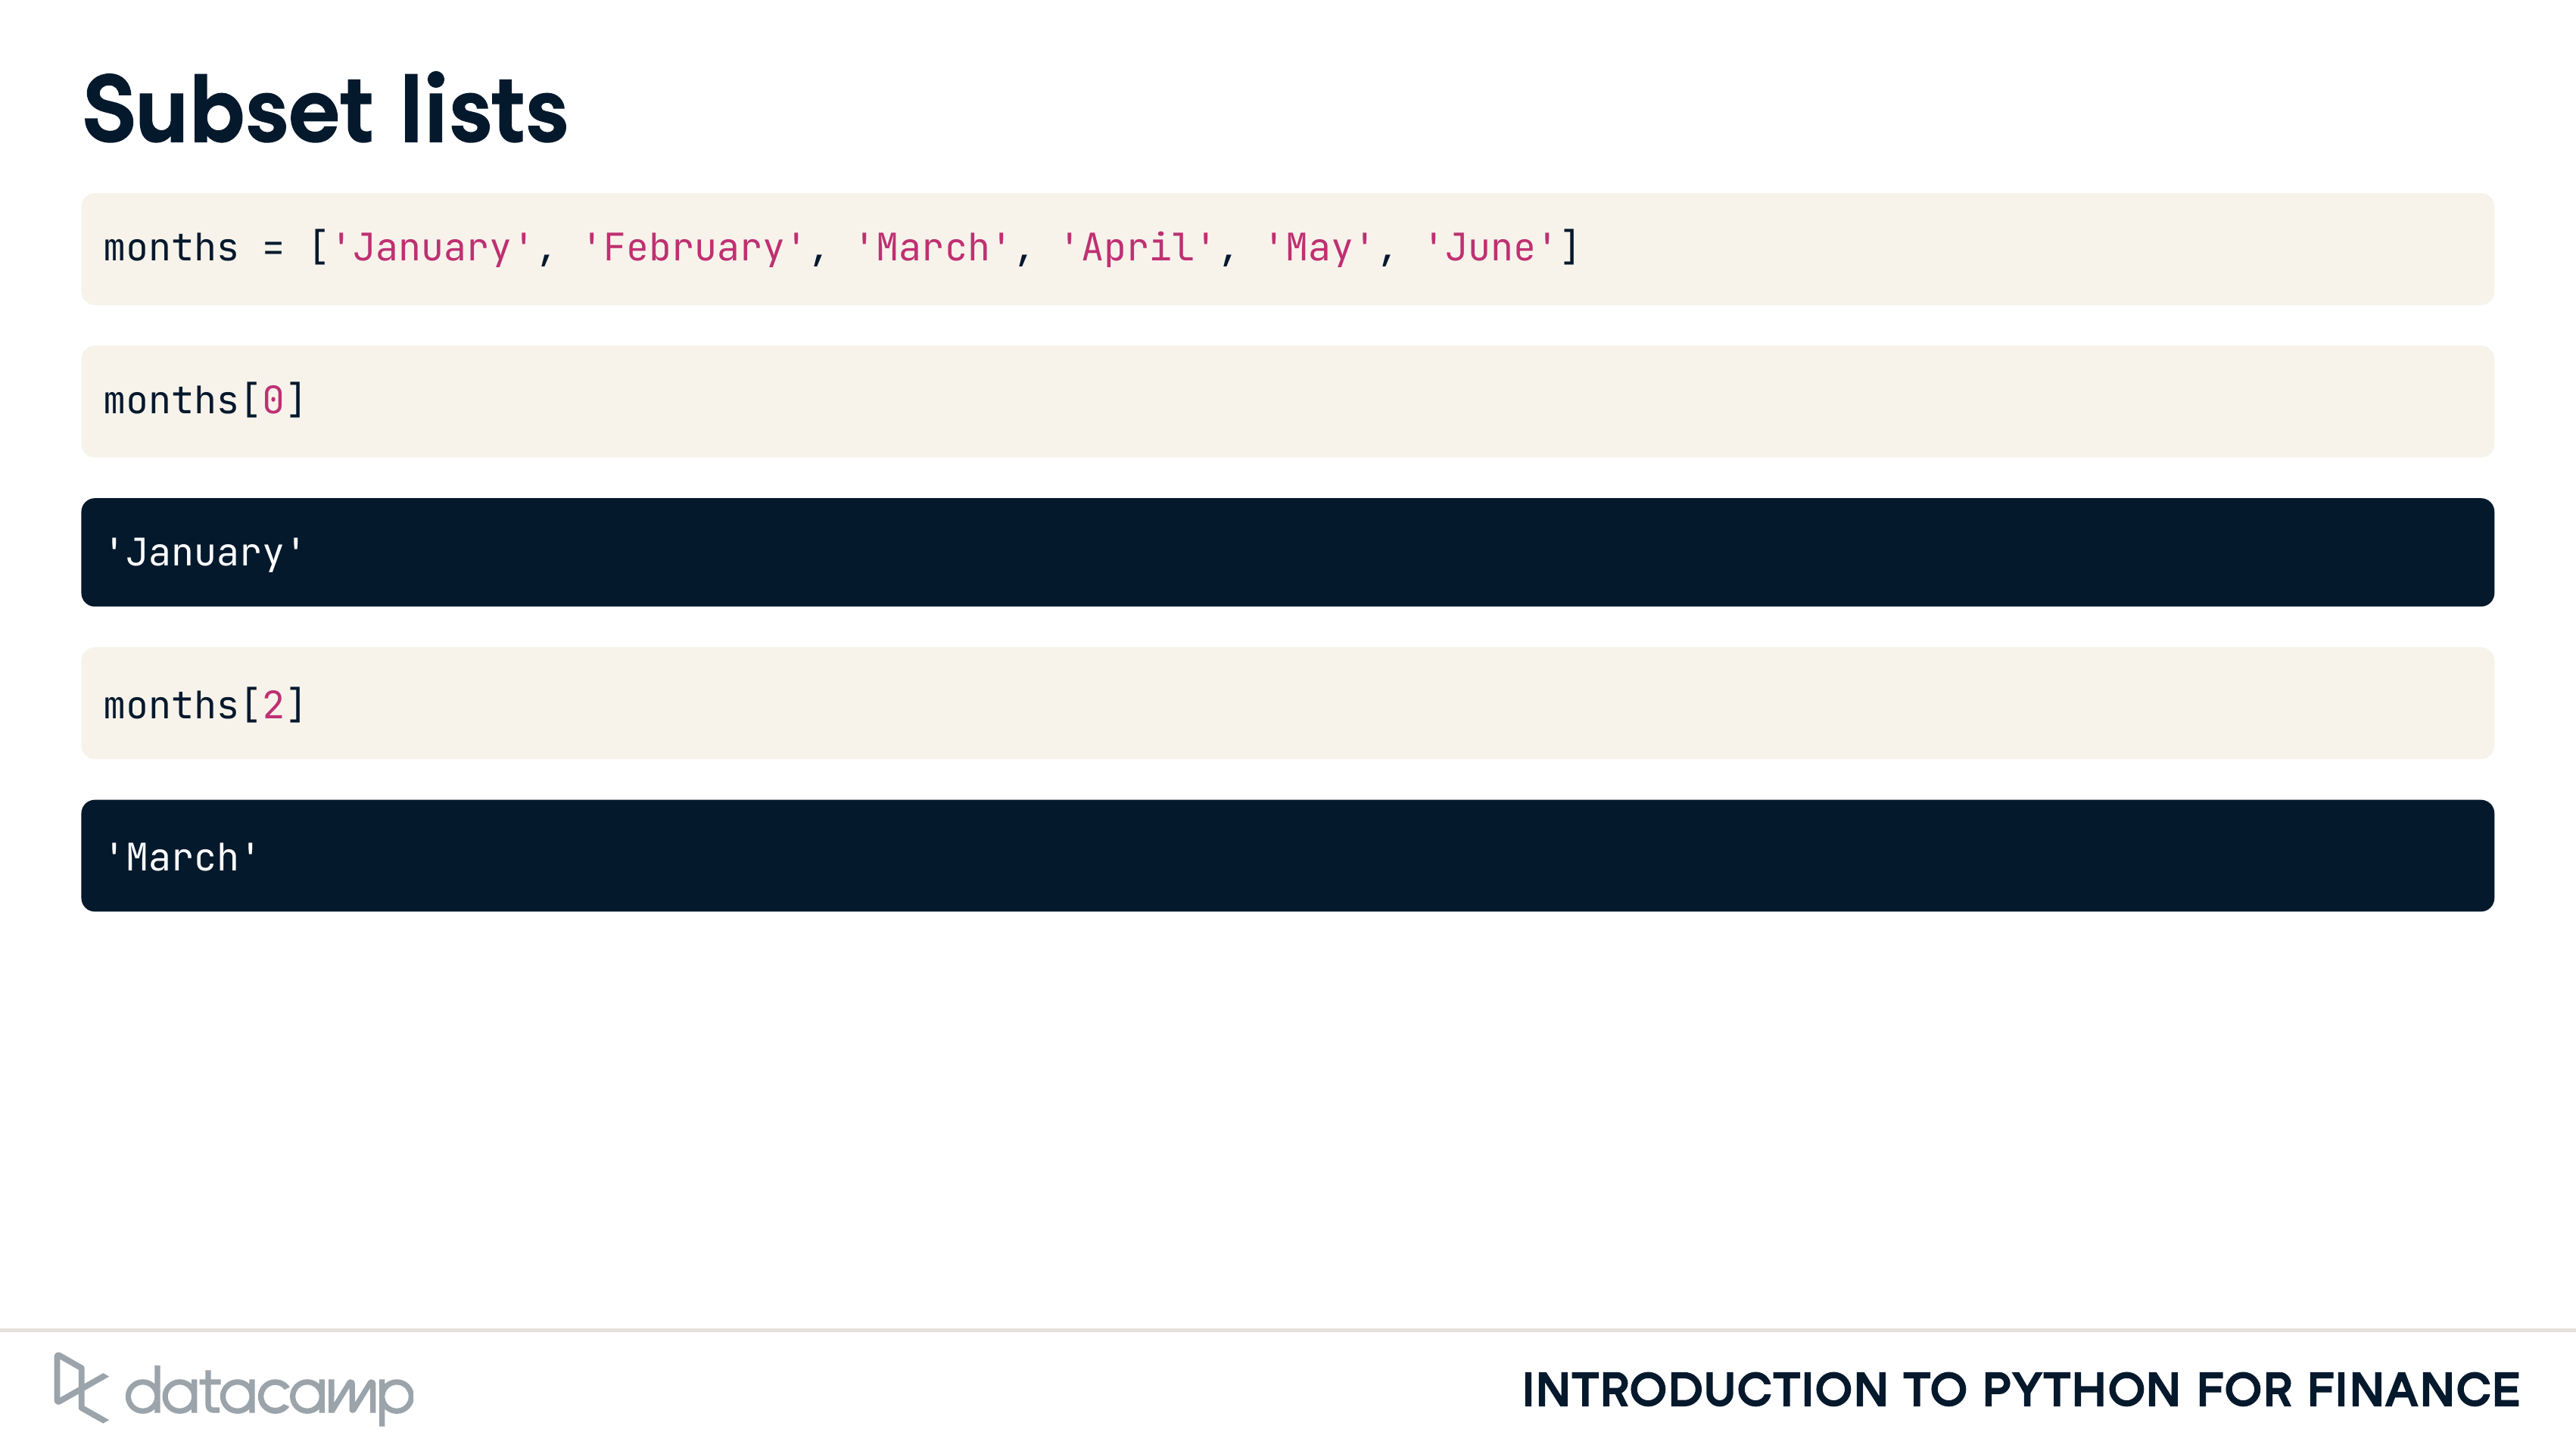 Subset lists
months = ['January', 'February', 'March', 'April', 'May', 'June']
months[0]
'January'
months[2]
'March'
datacamp
INTRODUCTION TO PYTHON FOR FINANCE